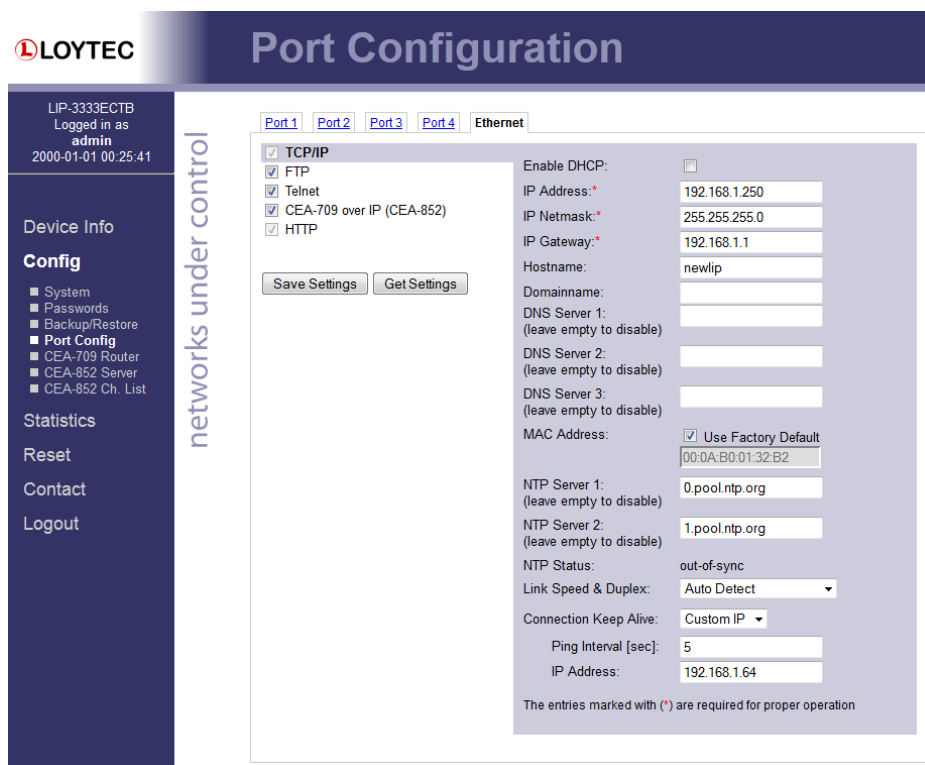 LOYTEC
Port Configuration
LIP-3333ECTB
Logged in as
admin
2000-01-01 00:25:41
Device Info
Config
System
Passwords
Backup/Restore
Port Config
CEA-709 Router
CEA-852 Server
CEA-852 Ch. List
Statistics
Reset
Contact
Logout
networks under control
Port 1 Port 2 Port 3 Port 4 Ethernet
TCP/IP
FTP
Telnet
CEA-709 over IP (CEA-852)
HTTP
Save Settings Get Settings
Enable DHCP:
IP Address:* 192.168.1.250
IP Netmask:* 255.255.255.0
IP Gateway:* 192.168.1.1
Hostname: newlip
Domainname:
DNS Server 1:
(leave empty to disable)
DNS Server 2:
(leave empty to disable)
DNS Server 3:
(leave empty to disable)
MAC Address: Use Factory Default
00:0A:B0:01:32:B2
NTP Server 1: 0.pool.ntp.org
(leave empty to disable)
NTP Server 2: 1.pool.ntp.org
(leave empty to disable)
NTP Status: out-of-sync
Link Speed & Duplex: Auto Detect
Connection Keep Alive: Custom IP
Ping Interval [sec]: 5
IP Address: 192.168.1.64
The entries marked with (*) are required for proper operation